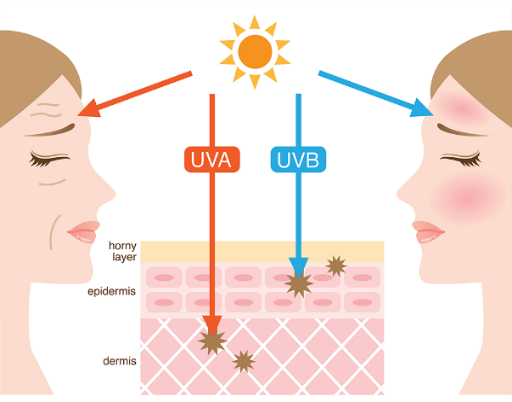 UVA
UVB
horny
layer
epidermis
dermis